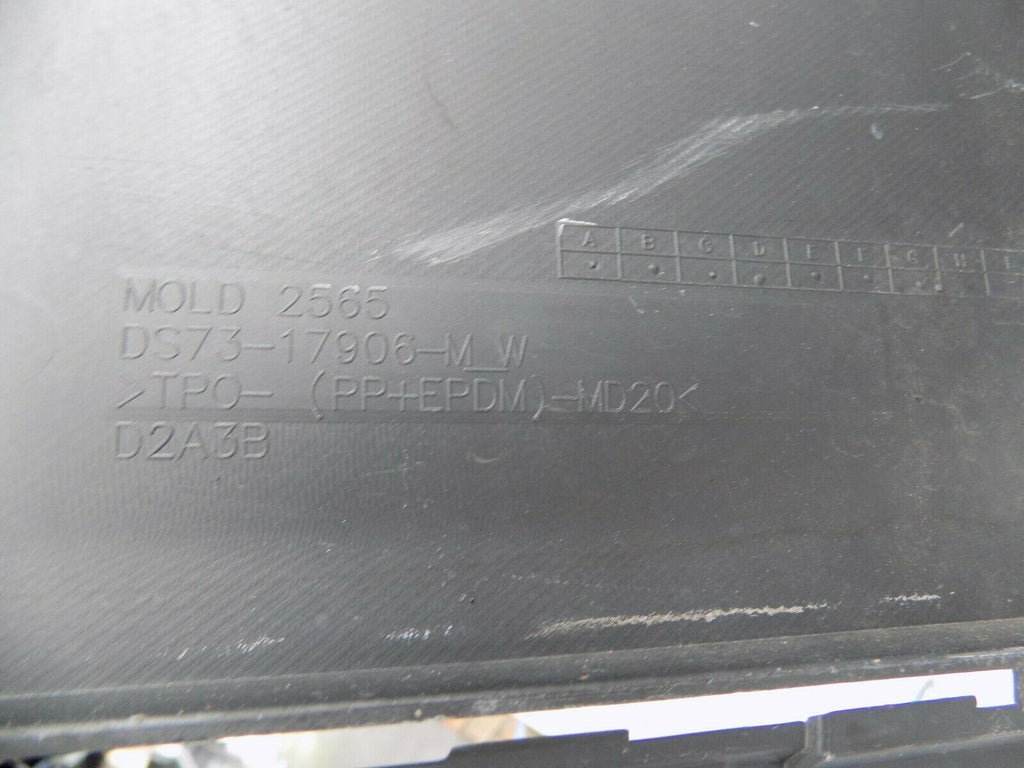 A B C D E F G H
MOLD 2565
DS73-17906-M_W
>TPO- (PP+EPDM)-MD20<
D2A3B